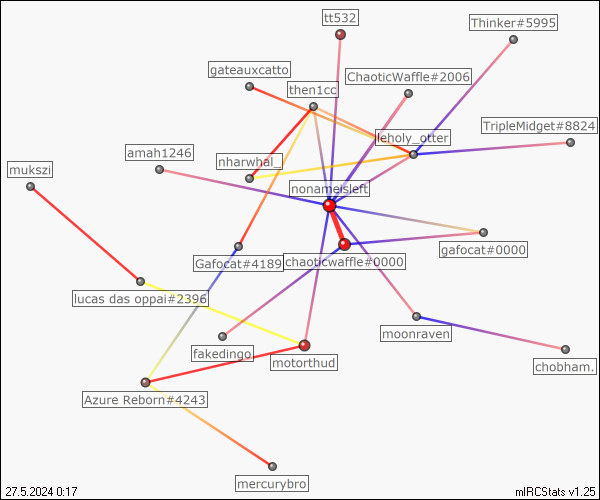 tt532
Thinker#5995
gateauxcatto
ChaoticWaffle#2006
then1cc
leholy_otter
TripleMidget#8824
amah1246
nharwhal_
mukszi
nonameisleft
gafocat#0000
Gafocat#4189
chaoticwaffle#0000
lucas das oppai#2396
moonraven
fakedingo
motorthud
chobham.
Azure Reborn#4243
mercurybro
27.5.2024 0:17
mIRCStats v1.25